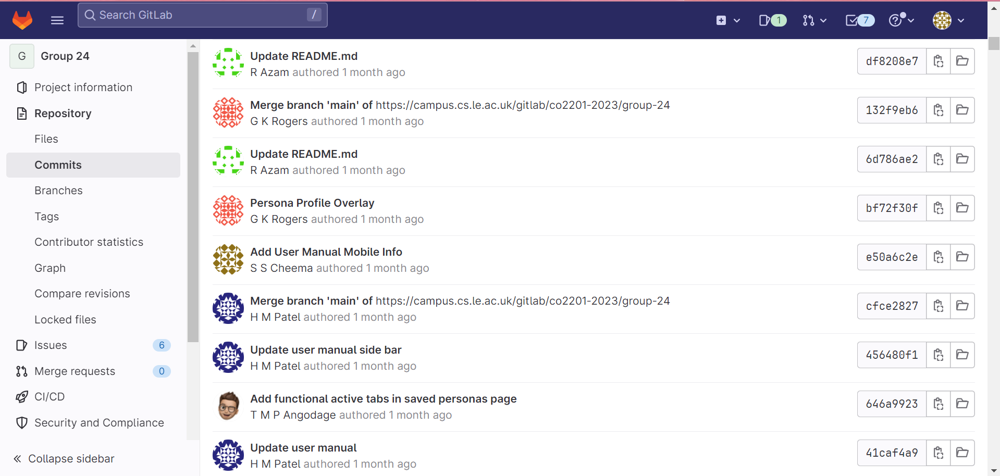 Search GitLab
/
1
7
G
Group 24
Project information
Repository
Files
Commits
Branches
Tags
Contributor statistics
Graph
Compare revisions
Locked files
Issues
6
Merge requests
0
CI/CD
Security and Compliance
Collapse sidebar
Update README.md
R Azam authored 1 month ago
df8208e7
Merge branch 'main' of https://campus.cs.le.ac.uk/gitlab/co2201-2023/group-24
G K Rogers authored 1 month ago
132f9eb6
Update README.md
R Azam authored 1 month ago
6d786ae2
Persona Profile Overlay
G K Rogers authored 1 month ago
bf72f30f
Add User Manual Mobile Info
S S Cheema authored 1 month ago
e50a6c2e
Merge branch 'main' of https://campus.cs.le.ac.uk/gitlab/co2201-2023/group-24
H M Patel authored 1 month ago
cfce2827
Update user manual side bar
H M Patel authored 1 month ago
456480f1
Add functional active tabs in saved personas page
T M P Angodage authored 1 month ago
646a9923
Update user manual
H M Patel authored 1 month ago
41caf4a9